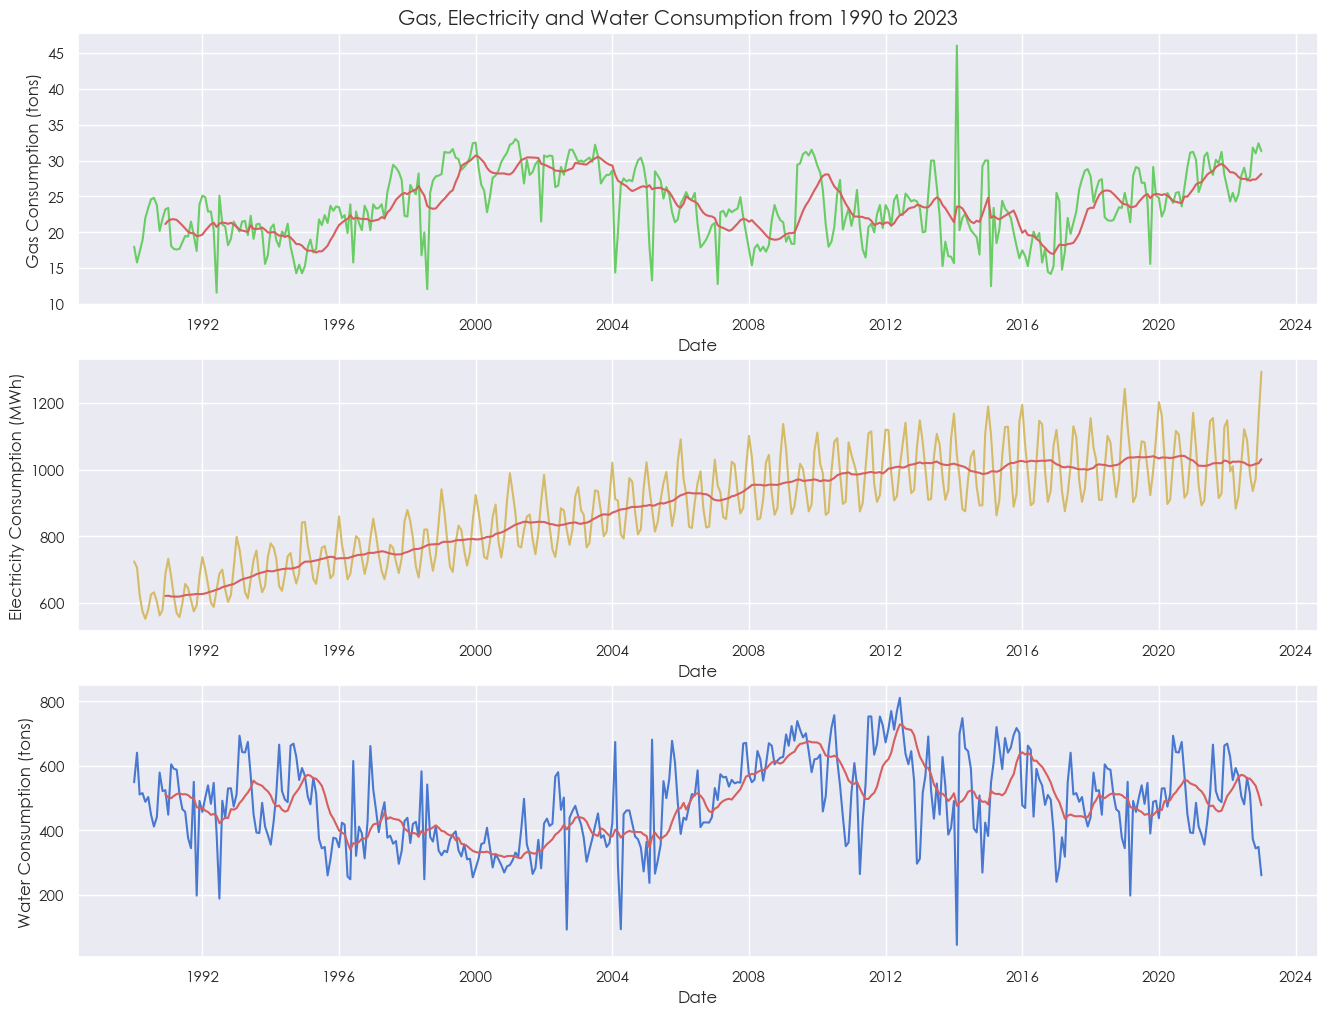 Gas, Electricity and Water Consumption from 1990 to 2023
Gas Consumption (tons)
45
40
35
30
25
20
15
10
1992 1996 2000 2004 2008 2012 2016 2020 2024
Date
Electricity Consumption (MWh)
1200
1000
800
600
1992 1996 2000 2004 2008 2012 2016 2020 2024
Date
Water Consumption (tons)
800
600
400
200
1992 1996 2000 2004 2008 2012 2016 2020 2024
Date